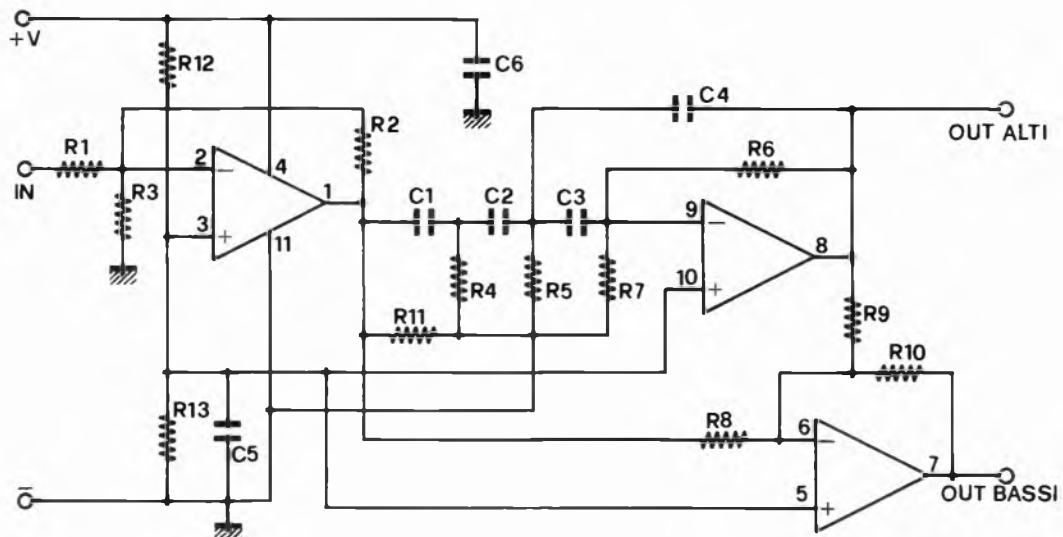 +V
R12
C6
C4
OUT ALTI
R2
R1
R6
IN
R3
2
−
4
1
3
+
11
C1
C2
C3
9
−
8
10
+
R4
R5
R7
R11
R9
R10
R13
C5
R8
6
−
7
5
+
−
OUT BASSI